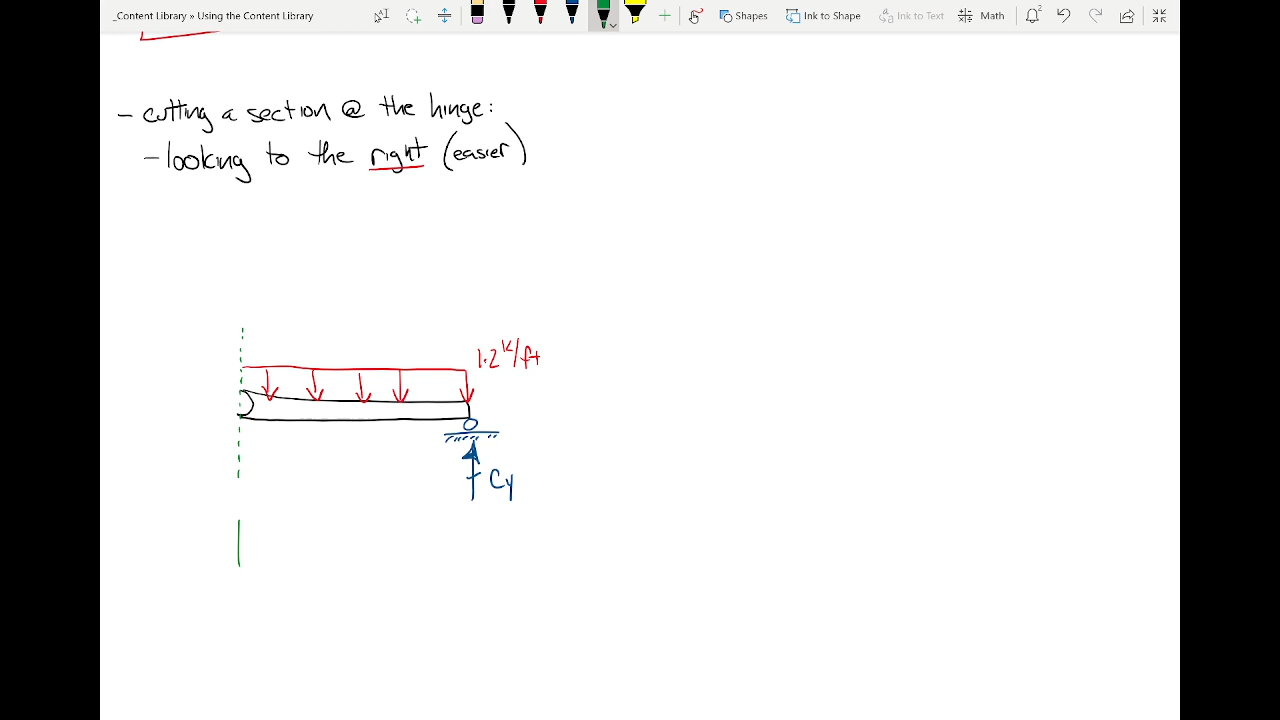 _Content Library » Using the Content Library
Shapes
Ink to Shape
Ink to Text
Math
- cutting a section @ the hinge:
- looking to the right (easier)
1.2 k/ft
Cy